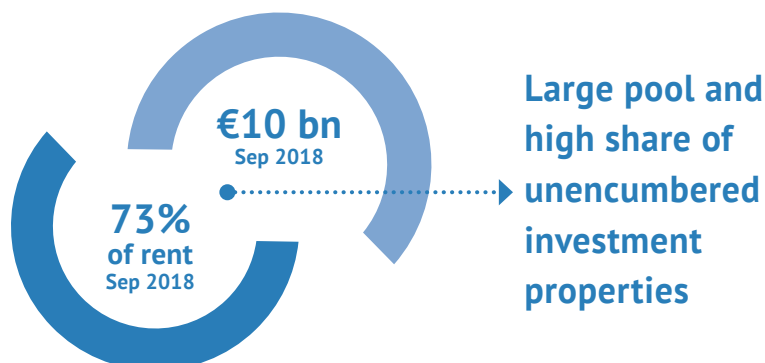 €10 bn
Sep 2018
73%
of rent
Sep 2018
Large pool and
high share of
unencumbered
investment
properties